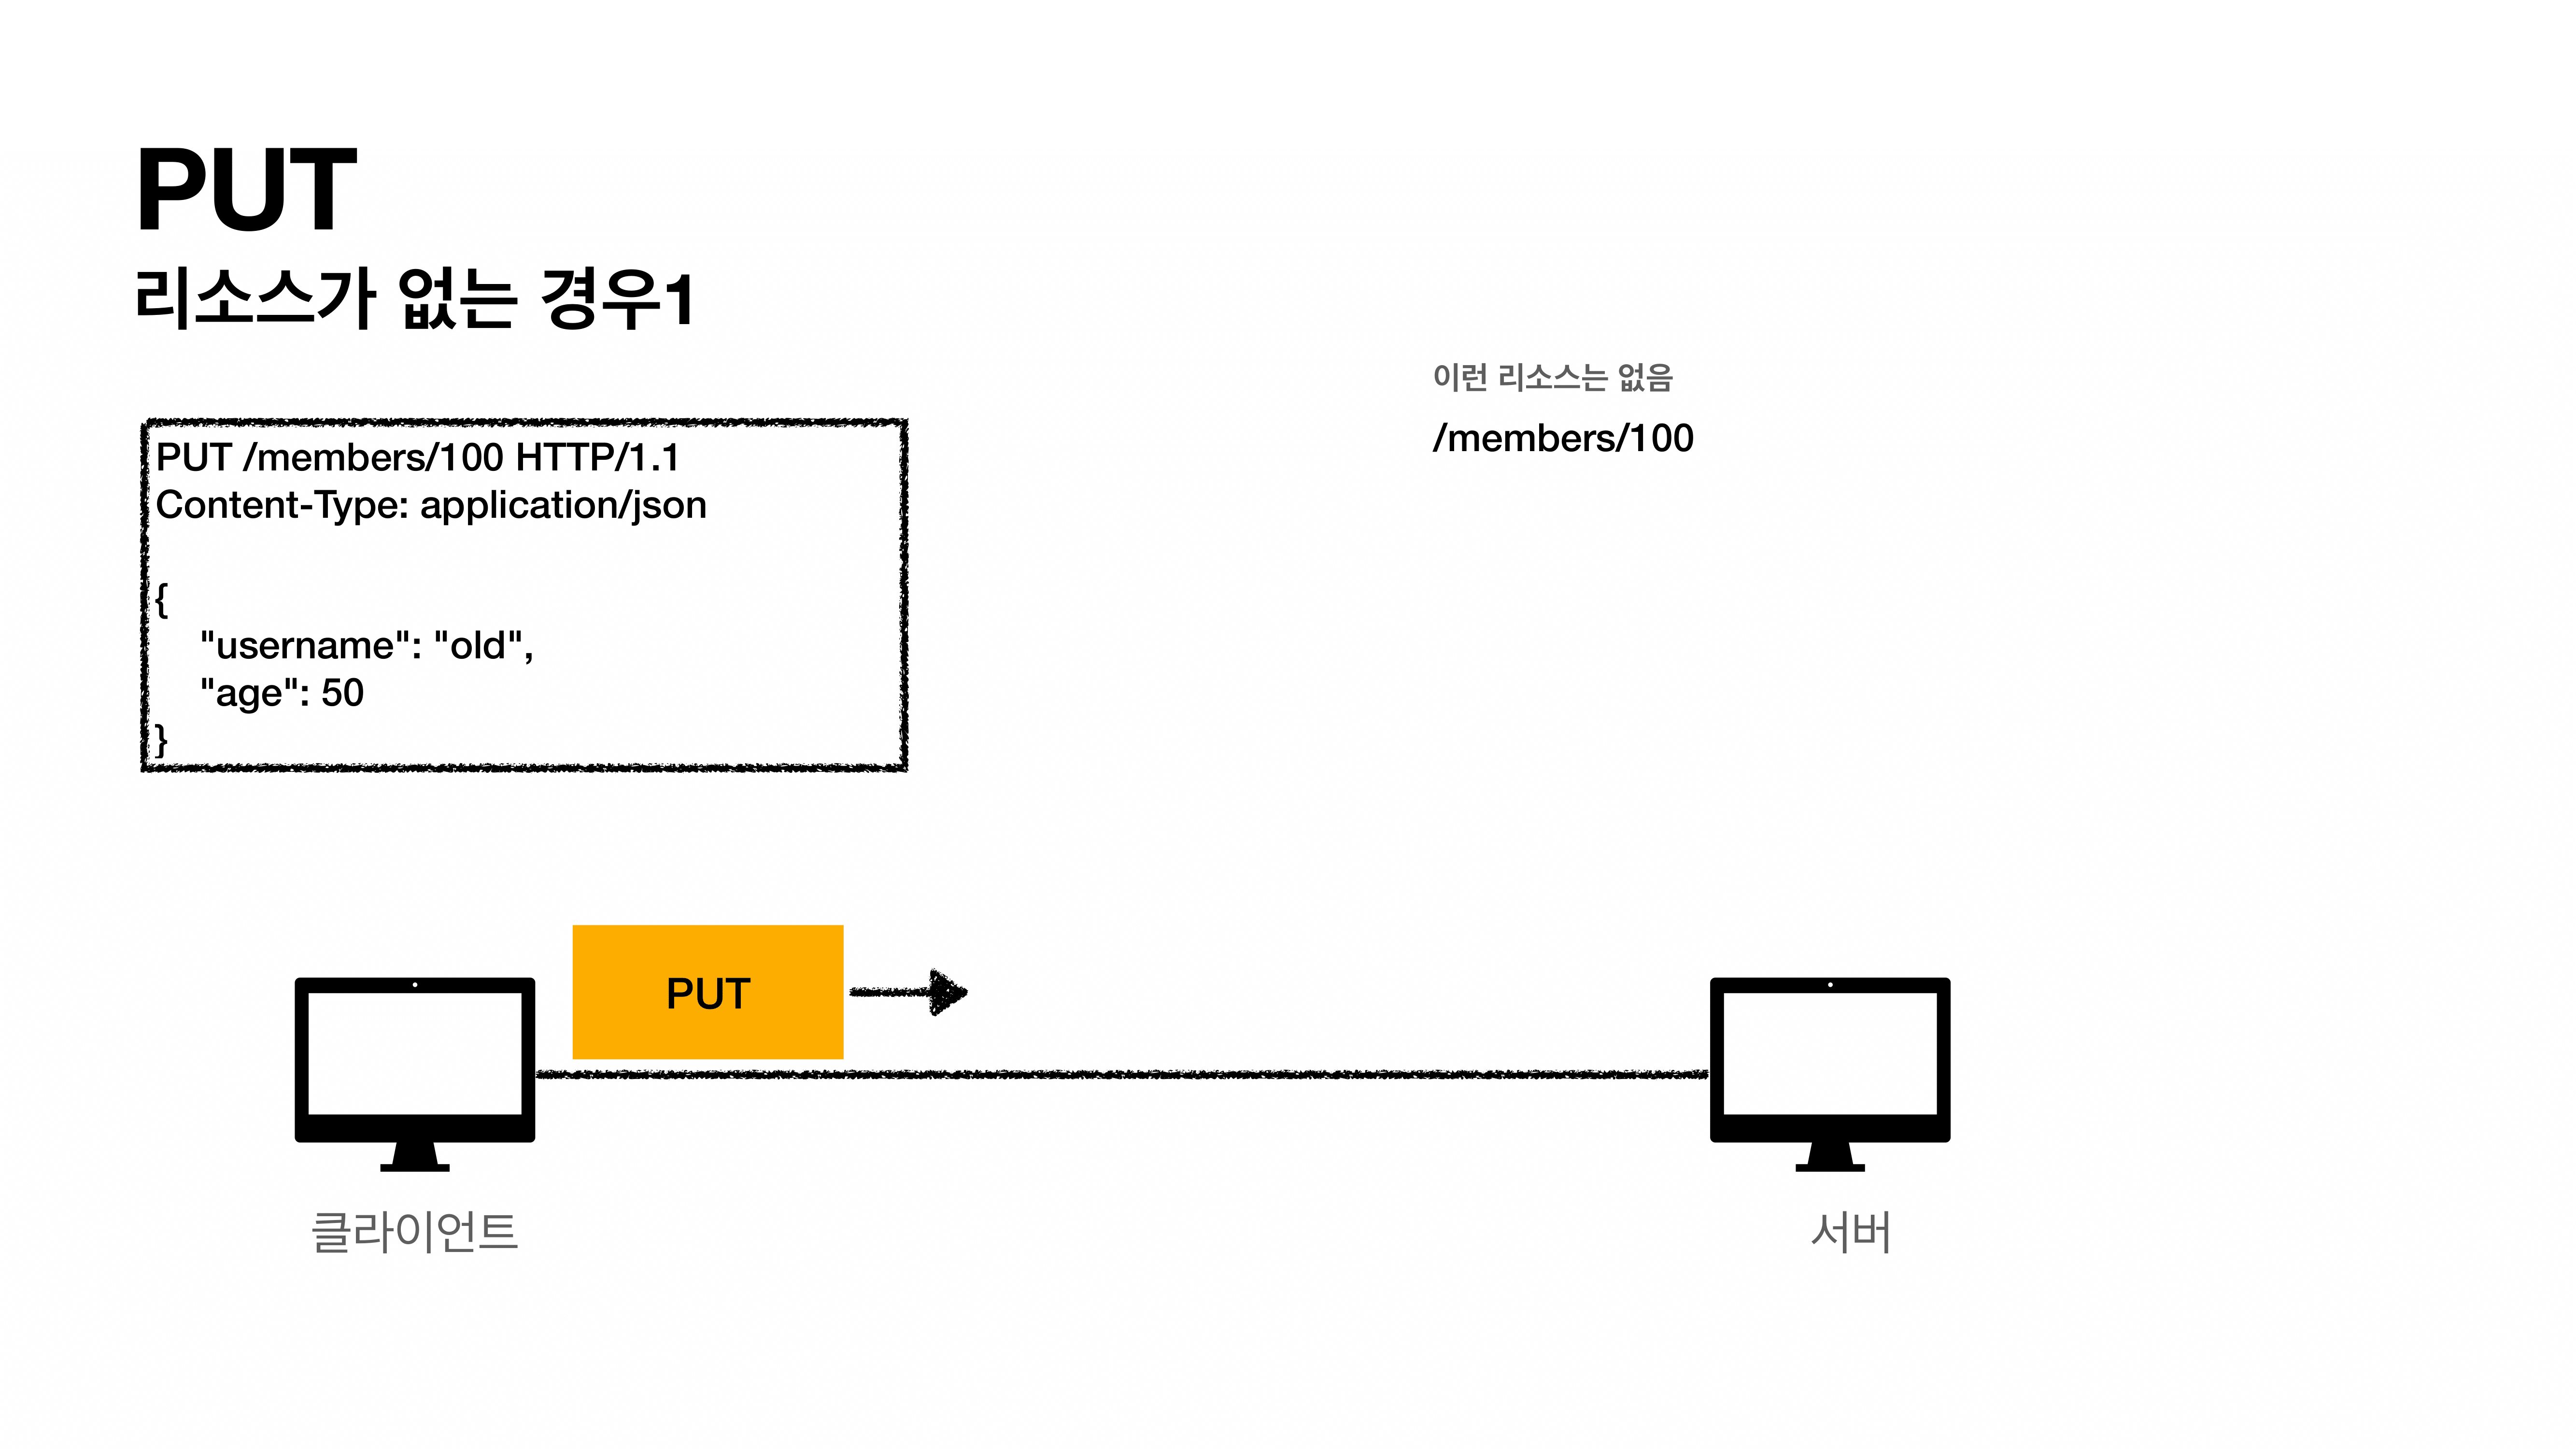 PUT
리소스가 없는 경우1
이런 리소스는 없음
/members/100
PUT /members/100 HTTP/1.1
Content-Type: application/json
{
"username": "old",
"age": 50
}
PUT
클라이언트
서버